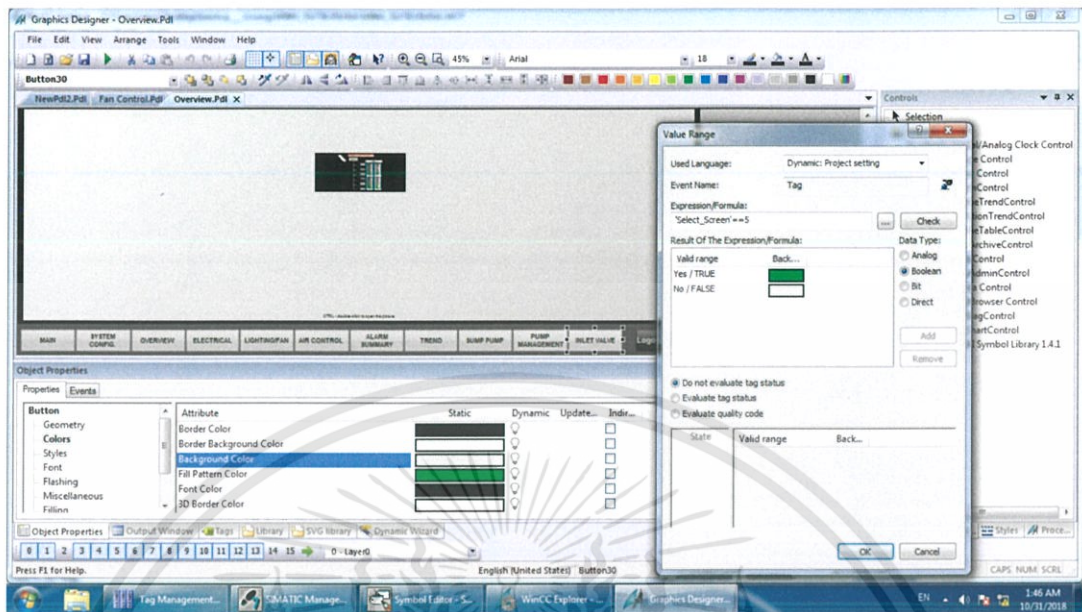 Graphics Designer - Overview.Pdl
File Edit View Arrange Tools Window Help
45% Arial 18
Button30
NewPdl2.Pdl Fan Control.Pdl Overview.Pdl X
MAIN SYSTEM CONFIG. OVERVIEW ELECTRICAL LIGHTING/FAN AIR CONTROL ALARM SUMMARY TREND SUMP PUMP PUMP MANAGEMENT INLET VALVE
Object Properties
Properties Events
Button
Geometry
Colors
Styles
Font
Flashing
Miscellaneous
Filling
Attribute Static Dynamic Update... Indir...
Border Color
Border Background Color
Background Color
Fill Pattern Color
Font Color
3D Border Color
Object Properties Output Window Tags Library SVG library Dynamic Wizard
0 1 2 3 4 5 6 7 8 9 10 11 12 13 14 15 0 - Layer0
Press F1 for Help. English (United States) Button30
Value Range
Used Language: Dynamic: Project setting
Event Name: Tag
Expression/Formula:
'Select_Screen'==5 ... Check
Result Of The Expression/Formula: Data Type:
Valid range Back...
Yes / TRUE
No / FALSE
Analog
Boolean
Bit
Direct
Add
Remove
Do not evaluate tag status
Evaluate tag status
Evaluate quality code
State Valid range Back...
OK Cancel
Controls
Selection
/Analog Clock Control
Control
Control
Control
TrendControl
ionTrendControl
TableControl
rchiveControl
Control
dminControl
Control
rowser Control
agControl
artControl
Symbol Library 1.4.1
Styles Proce...
CAPS NUM SCRL
Tag Management... SIMATIC Manage... Symbol Editor - S... WinCC Explorer - ... Graphics Designer... EN 1:46 AM
10/31/2018